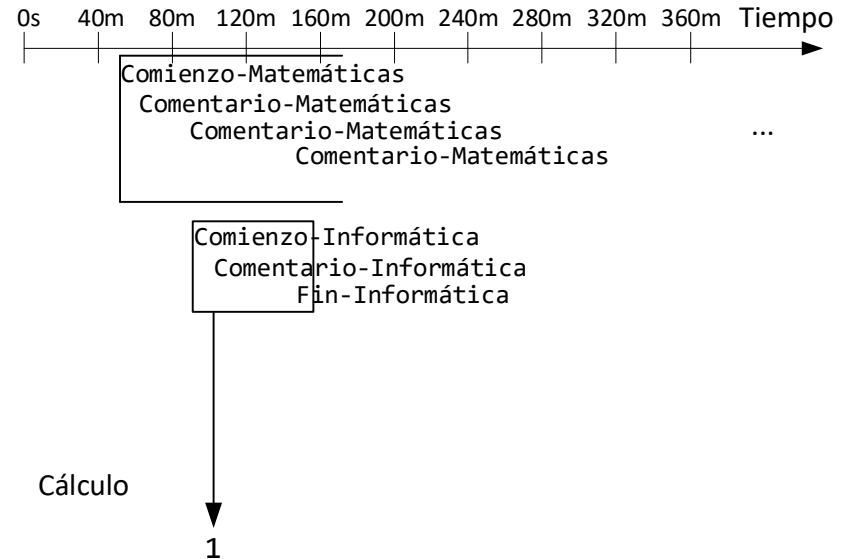 0s 40m 80m 120m 160m 200m 240m 280m 320m 360m Tiempo
Comienzo-Matemáticas
Comentario-Matemáticas
Comentario-Matemáticas ...
Comentario-Matemáticas
Comienzo-Informática
Comentario-Informática
Fin-Informática
Cálculo
1